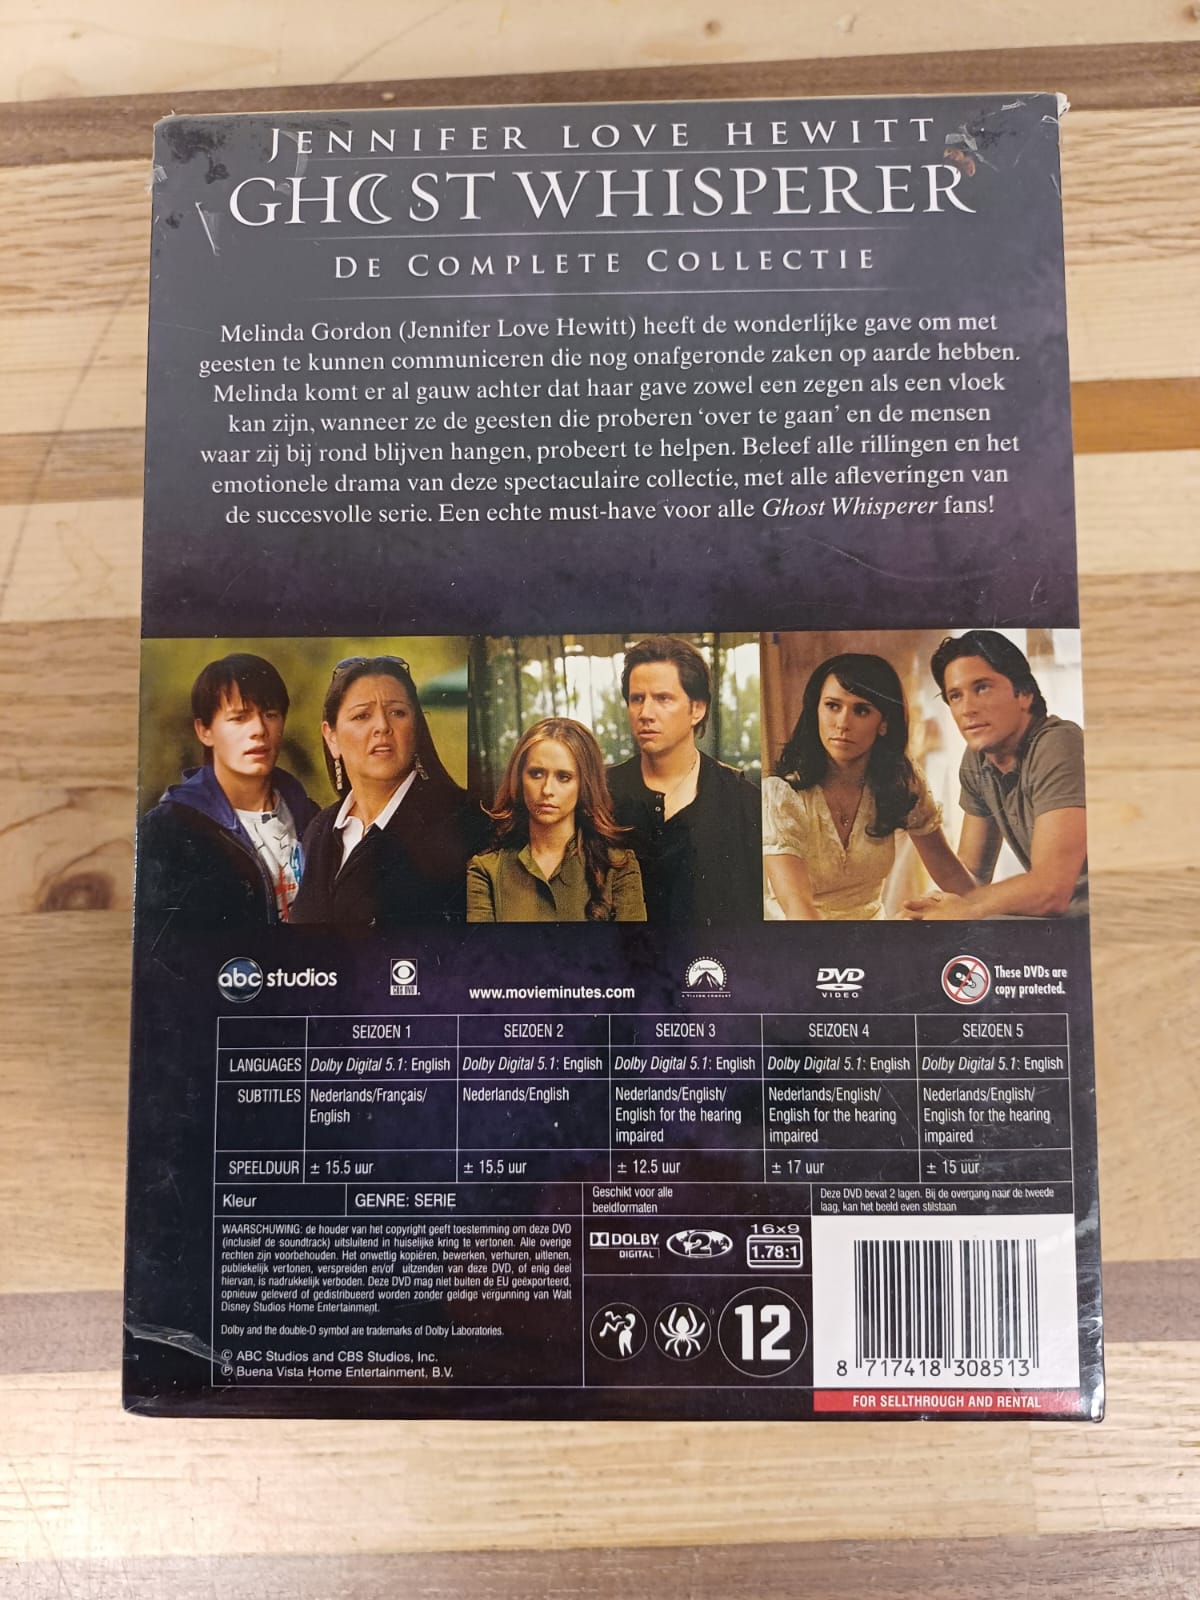 JENNIFER LOVE HEWITT
GHOST WHISPERER
DE COMPLETE COLLECTIE
Melinda Gordon (Jennifer Love Hewitt) heeft de wonderlijke gave om met
geesten te kunnen communiceren die nog onafgeronde zaken op aarde hebben.
Melinda komt er al gauw achter dat haar gave zowel een zegen als een vloek
kan zijn, wanneer ze de geesten die proberen ‘over te gaan’ en de mensen
waar zij bij rond blijven hangen, probeert te helpen. Beleef alle rillingen en het
emotionele drama van deze spectaculaire collectie, met alle afleveringen van
de succesvolle serie. Een echte must-have voor alle Ghost Whisperer fans!
abc studios
CBS DVD
www.movieminutes.com
Paramount
DVD
VIDEO
These DVDs are
copy protected.
SEIZOEN 1 SEIZOEN 2 SEIZOEN 3 SEIZOEN 4 SEIZOEN 5
LANGUAGES Dolby Digital 5.1: English Dolby Digital 5.1: English Dolby Digital 5.1: English Dolby Digital 5.1: English Dolby Digital 5.1: English
SUBTITLES Nederlands/Français/ Nederlands/English Nederlands/English/ Nederlands/English/ Nederlands/English/
English English for the hearing English for the hearing English for the hearing
impaired impaired impaired
SPEELDUUR ± 15.5 uur ± 15.5 uur ± 12.5 uur ± 17 uur ± 15 uur
Kleur GENRE: SERIE
Geschikt voor alle
beeldformaten
Deze DVD bevat 2 lagen. Bij de overgang naar de tweede
laag, kan het beeld even stilstaan
WAARSCHUWING: de houder van het copyright geeft toestemming om deze DVD
(inclusief de soundtrack) uitsluitend in huiselijke kring te vertonen. Alle overige
rechten zijn voorbehouden. Het onwettig kopiëren, bewerken, verhuren, uitlenen,
publiekelijk vertonen, verspreiden en/of uitzenden van deze DVD, of enig deel
hiervan, is nadrukkelijk verboden. Deze DVD mag niet buiten de EU geëxporteerd,
opnieuw geleverd of gedistribueerd worden zonder geldige vergunning van Walt
Disney Studios Home Entertainment.
Dolby and the double-D symbol are trademarks of Dolby Laboratories.
© ABC Studios and CBS Studios, Inc.
℗ Buena Vista Home Entertainment, B.V.
DOLBY
DIGITAL
2
16x9
1.78:1
12
8 717418 308513
FOR SELLTHROUGH AND RENTAL